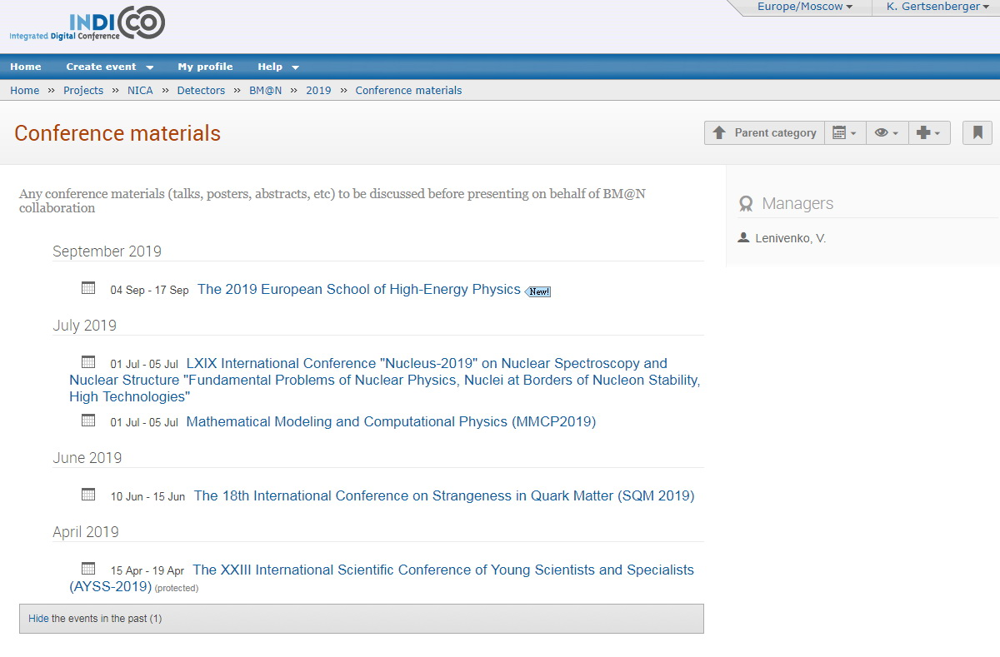 Europe/Moscow
K. Gertsenberger
INDICO
Integrated Digital Conference
Home Create event My profile Help
Home » Projects » NICA » Detectors » BM@N » 2019 » Conference materials
Conference materials
Parent category
Any conference materials (talks, posters, abstracts, etc) to be discussed before presenting on behalf of BM@N
collaboration
September 2019
04 Sep - 17 Sep The 2019 European School of High-Energy Physics New!
July 2019
01 Jul - 05 Jul LXIX International Conference "Nucleus-2019" on Nuclear Spectroscopy and
Nuclear Structure "Fundamental Problems of Nuclear Physics, Nuclei at Borders of Nucleon Stability,
High Technologies"
01 Jul - 05 Jul Mathematical Modeling and Computational Physics (MMCP2019)
June 2019
10 Jun - 15 Jun The 18th International Conference on Strangeness in Quark Matter (SQM 2019)
April 2019
15 Apr - 19 Apr The XXIII International Scientific Conference of Young Scientists and Specialists
(AYSS-2019) (protected)
Hide the events in the past (1)
Managers
Lenivenko, V.